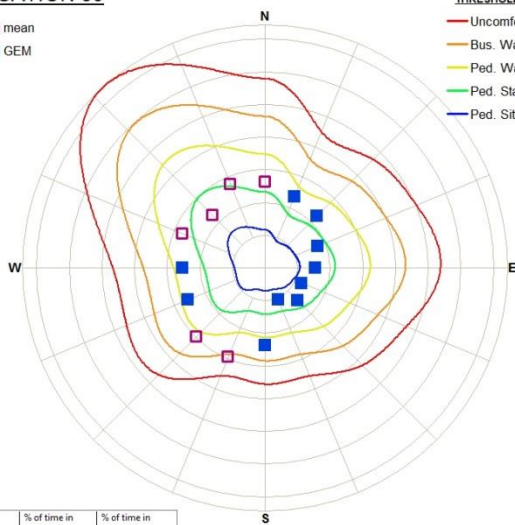 N
mean
GEM
Uncomf
Bus. Wa
Ped. Wa
Ped. Sta
Ped. Sit
W
E
S
% of time in
% of time in